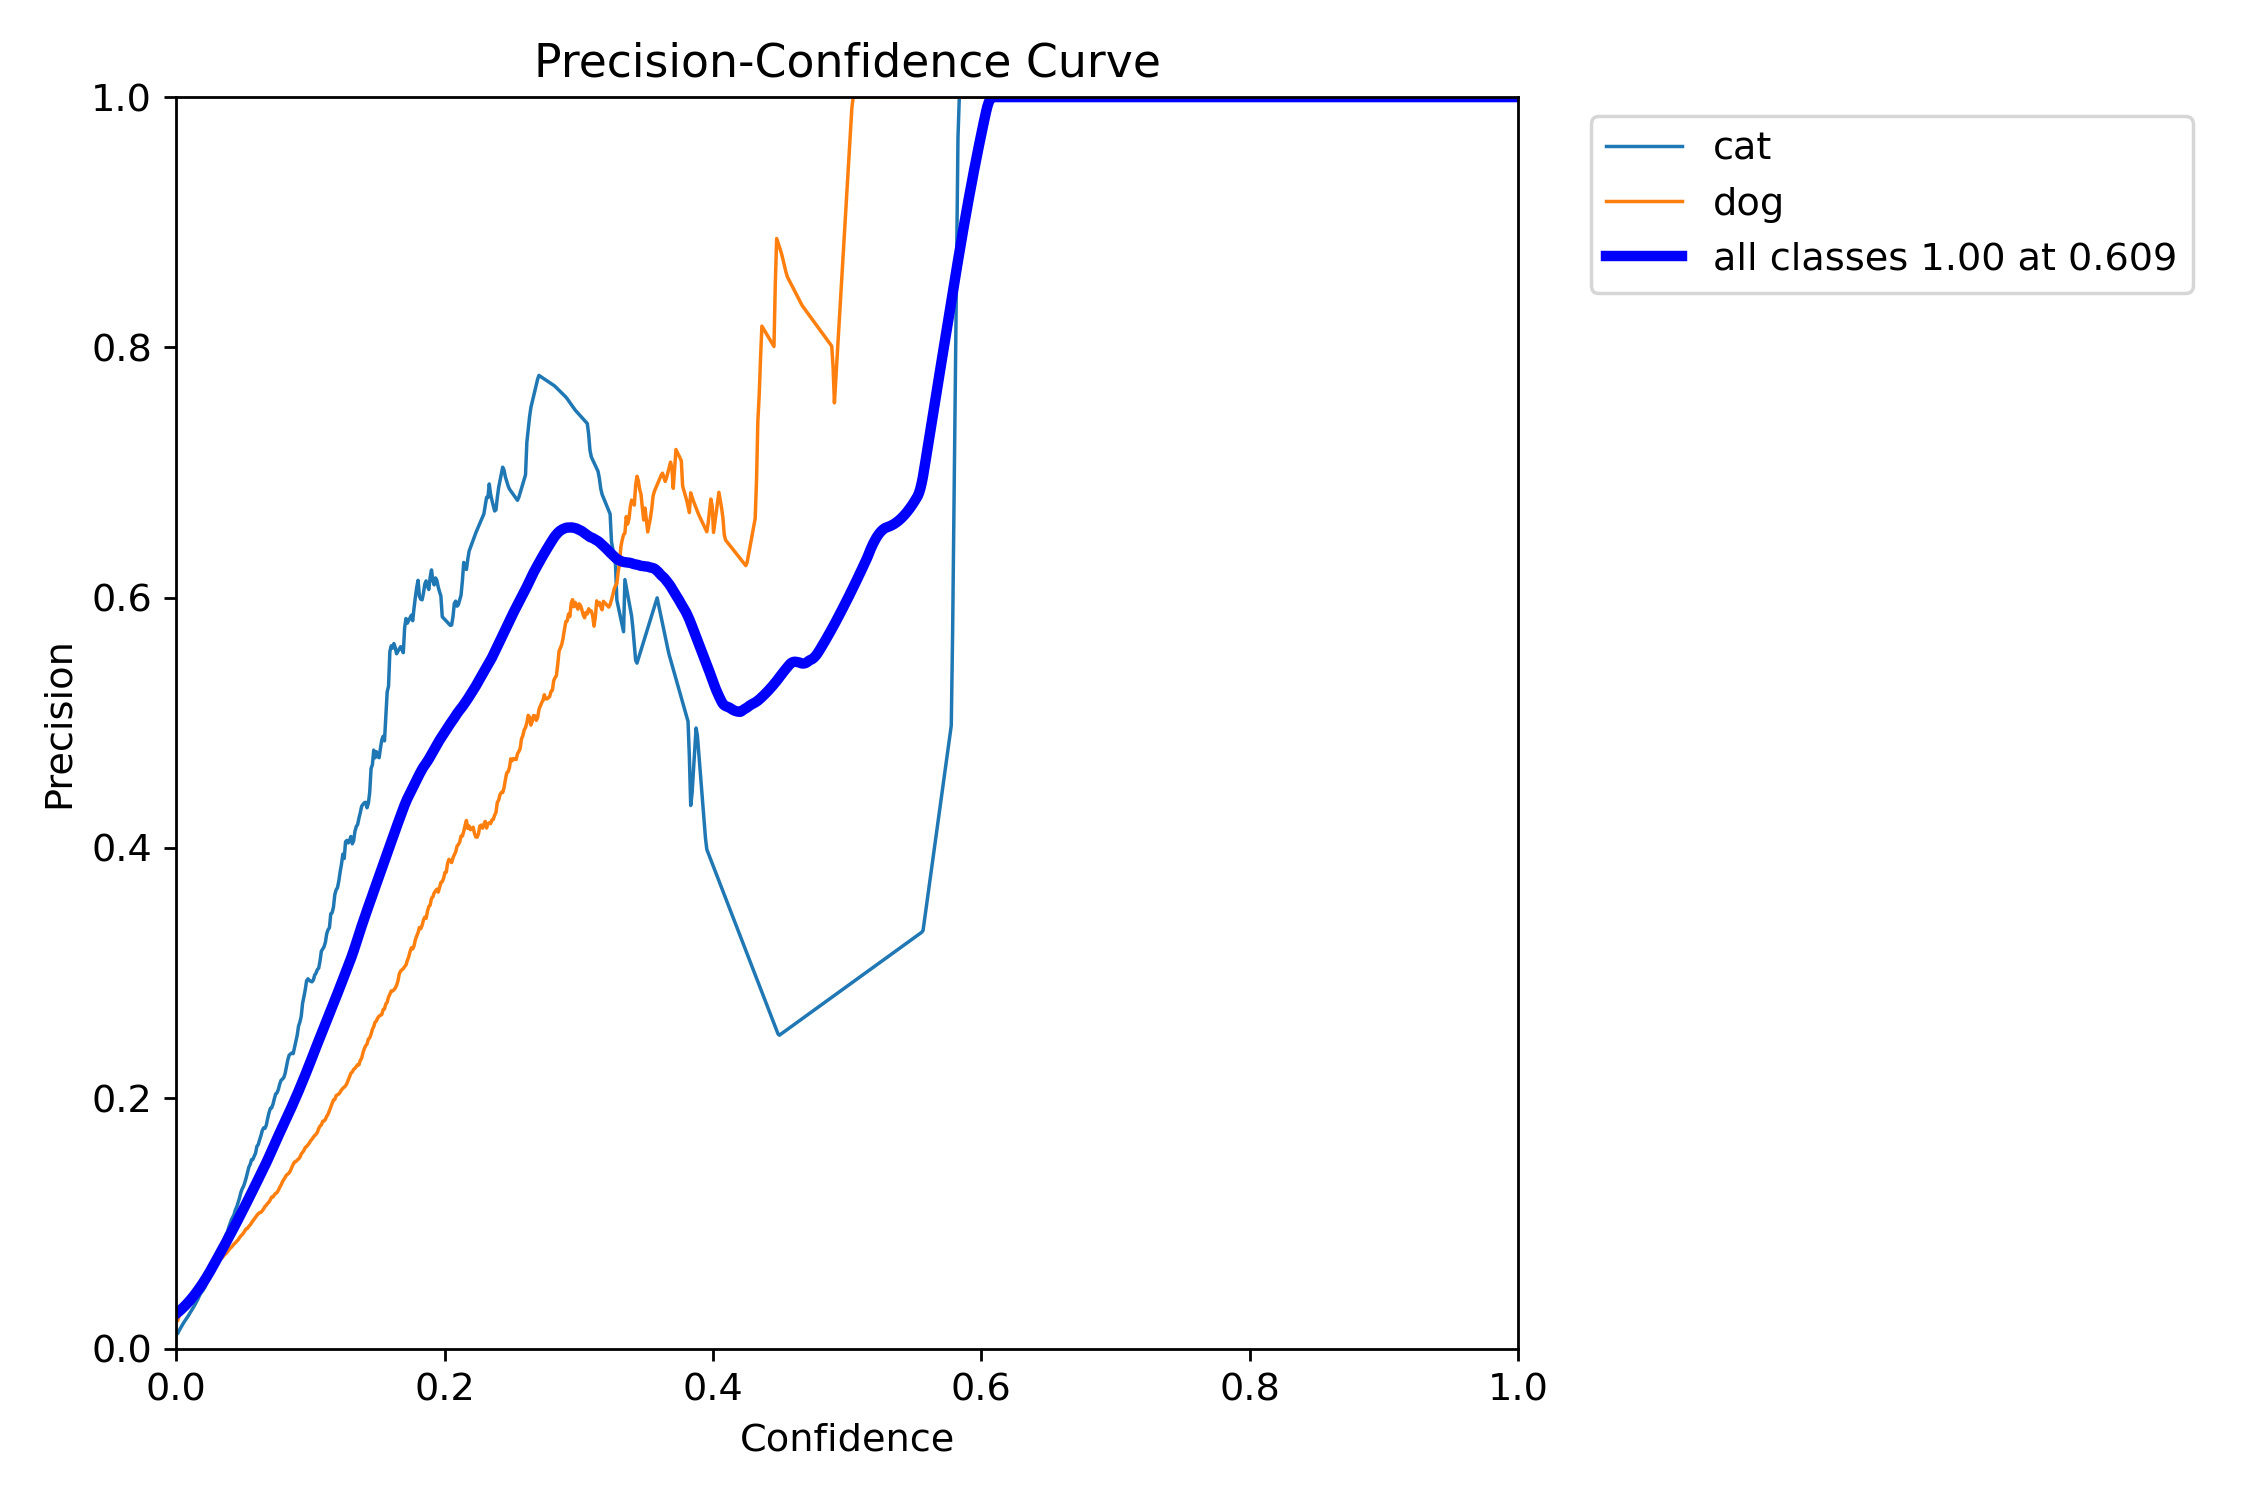 Precision-Confidence Curve
1.0
0.8
0.6
0.4
0.2
0.0
Precision
0.0 0.2 0.4 0.6 0.8 1.0
Confidence
cat
dog
all classes 1.00 at 0.609